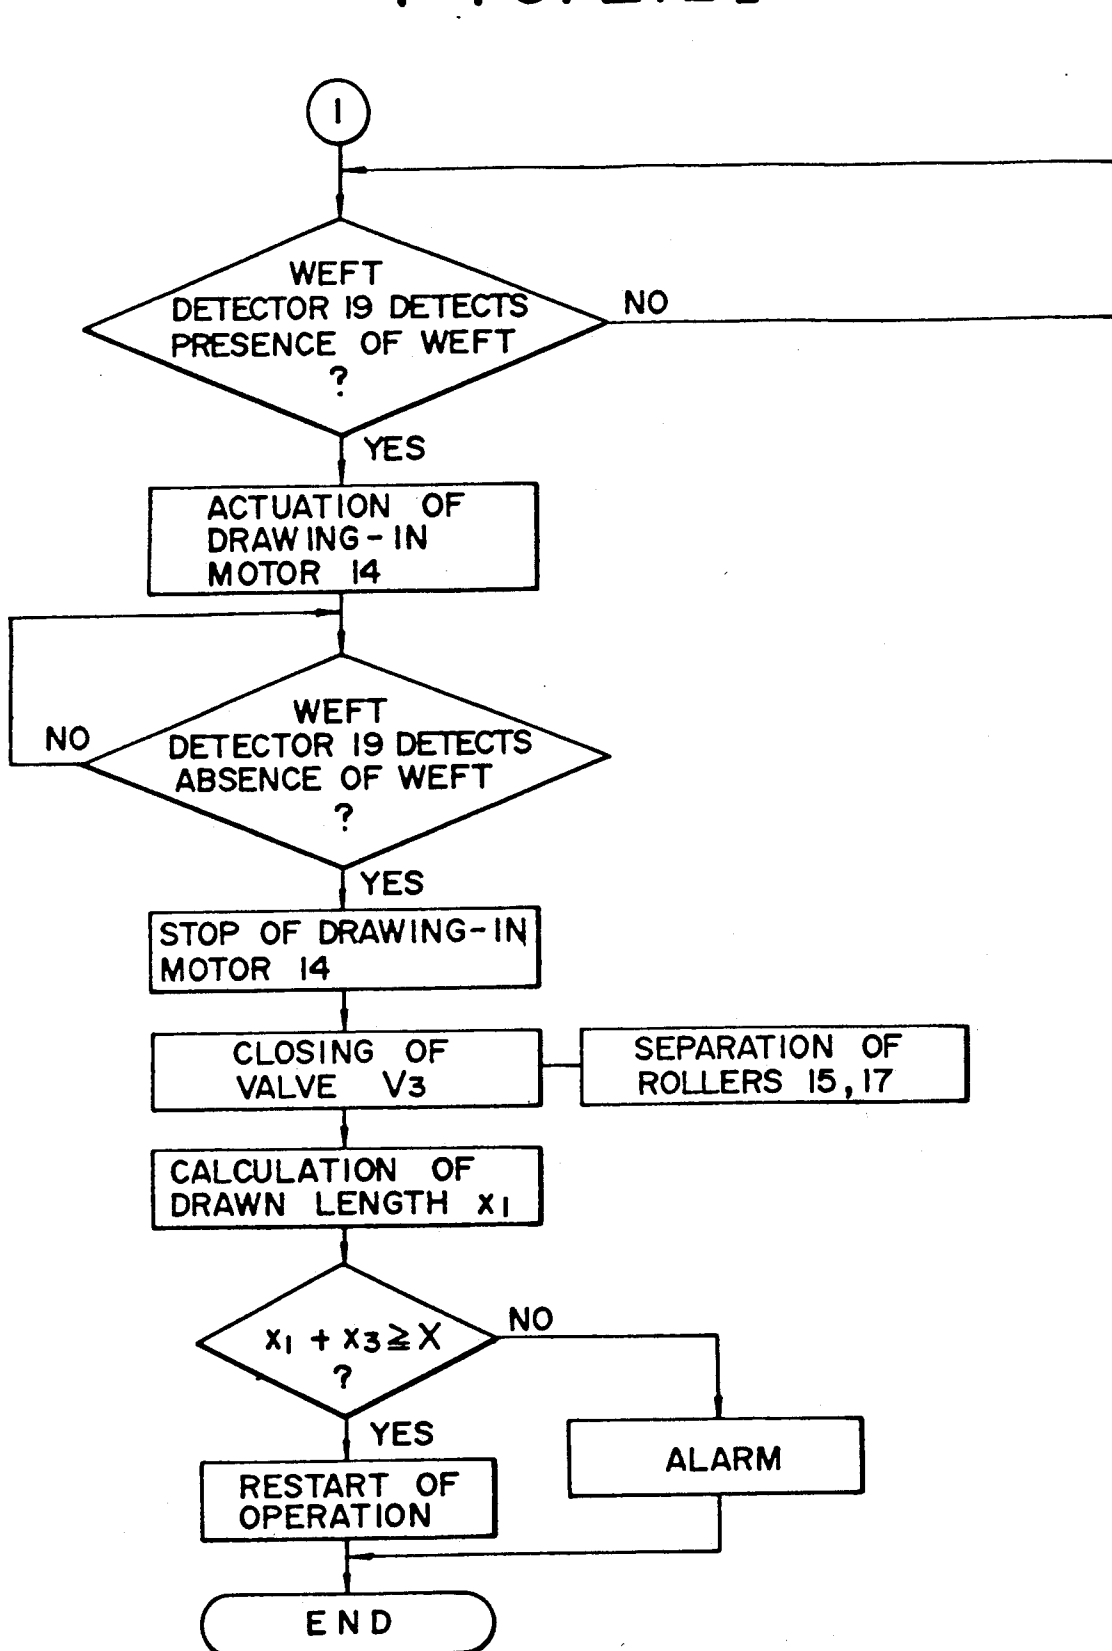 1
WEFT
DETECTOR 19 DETECTS
PRESENCE OF WEFT
?
NO
YES
ACTUATION OF
DRAWING-IN
MOTOR 14
WEFT
DETECTOR 19 DETECTS
ABSENCE OF WEFT
?
NO
YES
STOP OF DRAWING-IN
MOTOR 14
CLOSING OF
VALVE V3
SEPARATION OF
ROLLERS 15, 17
CALCULATION OF
DRAWN LENGTH x1
x1 + x3 ≧ X
?
NO
YES
ALARM
RESTART OF
OPERATION
END